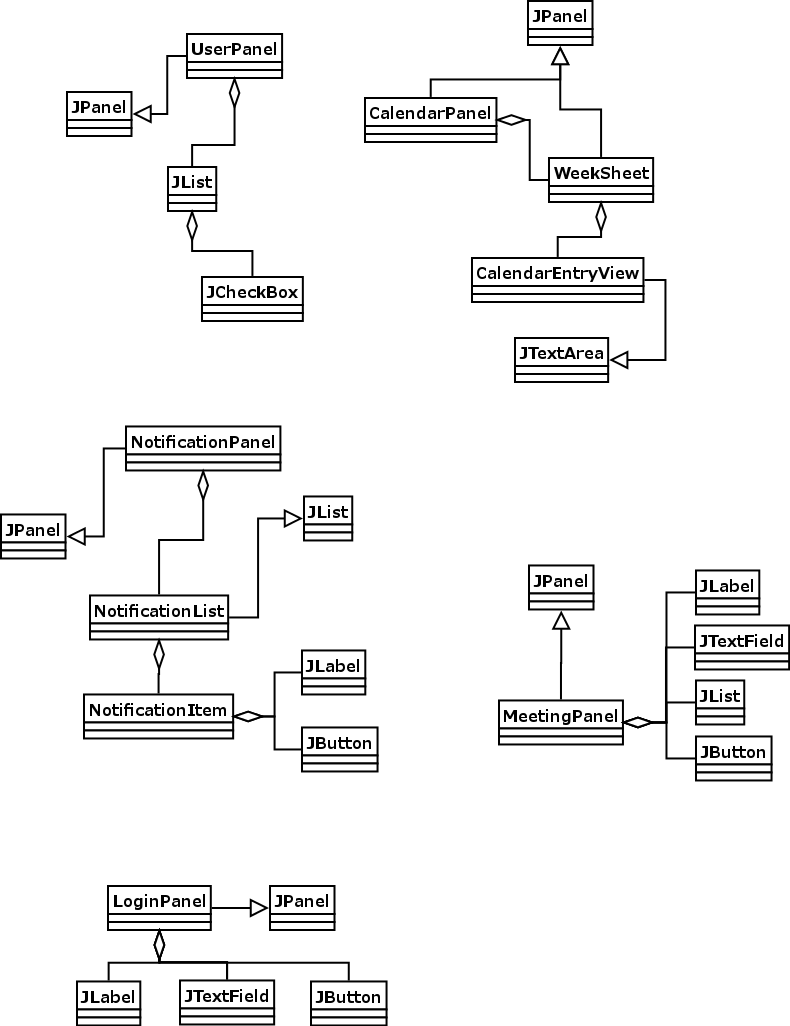 UserPanel
JPanel
JList
JCheckBox
JPanel
CalendarPanel
WeekSheet
CalendarEntryView
JTextArea
NotificationPanel
JPanel
JList
NotificationList
NotificationItem
JLabel
JButton
JPanel
MeetingPanel
JLabel
JTextField
JList
JButton
LoginPanel
JPanel
JLabel
JTextField
JButton